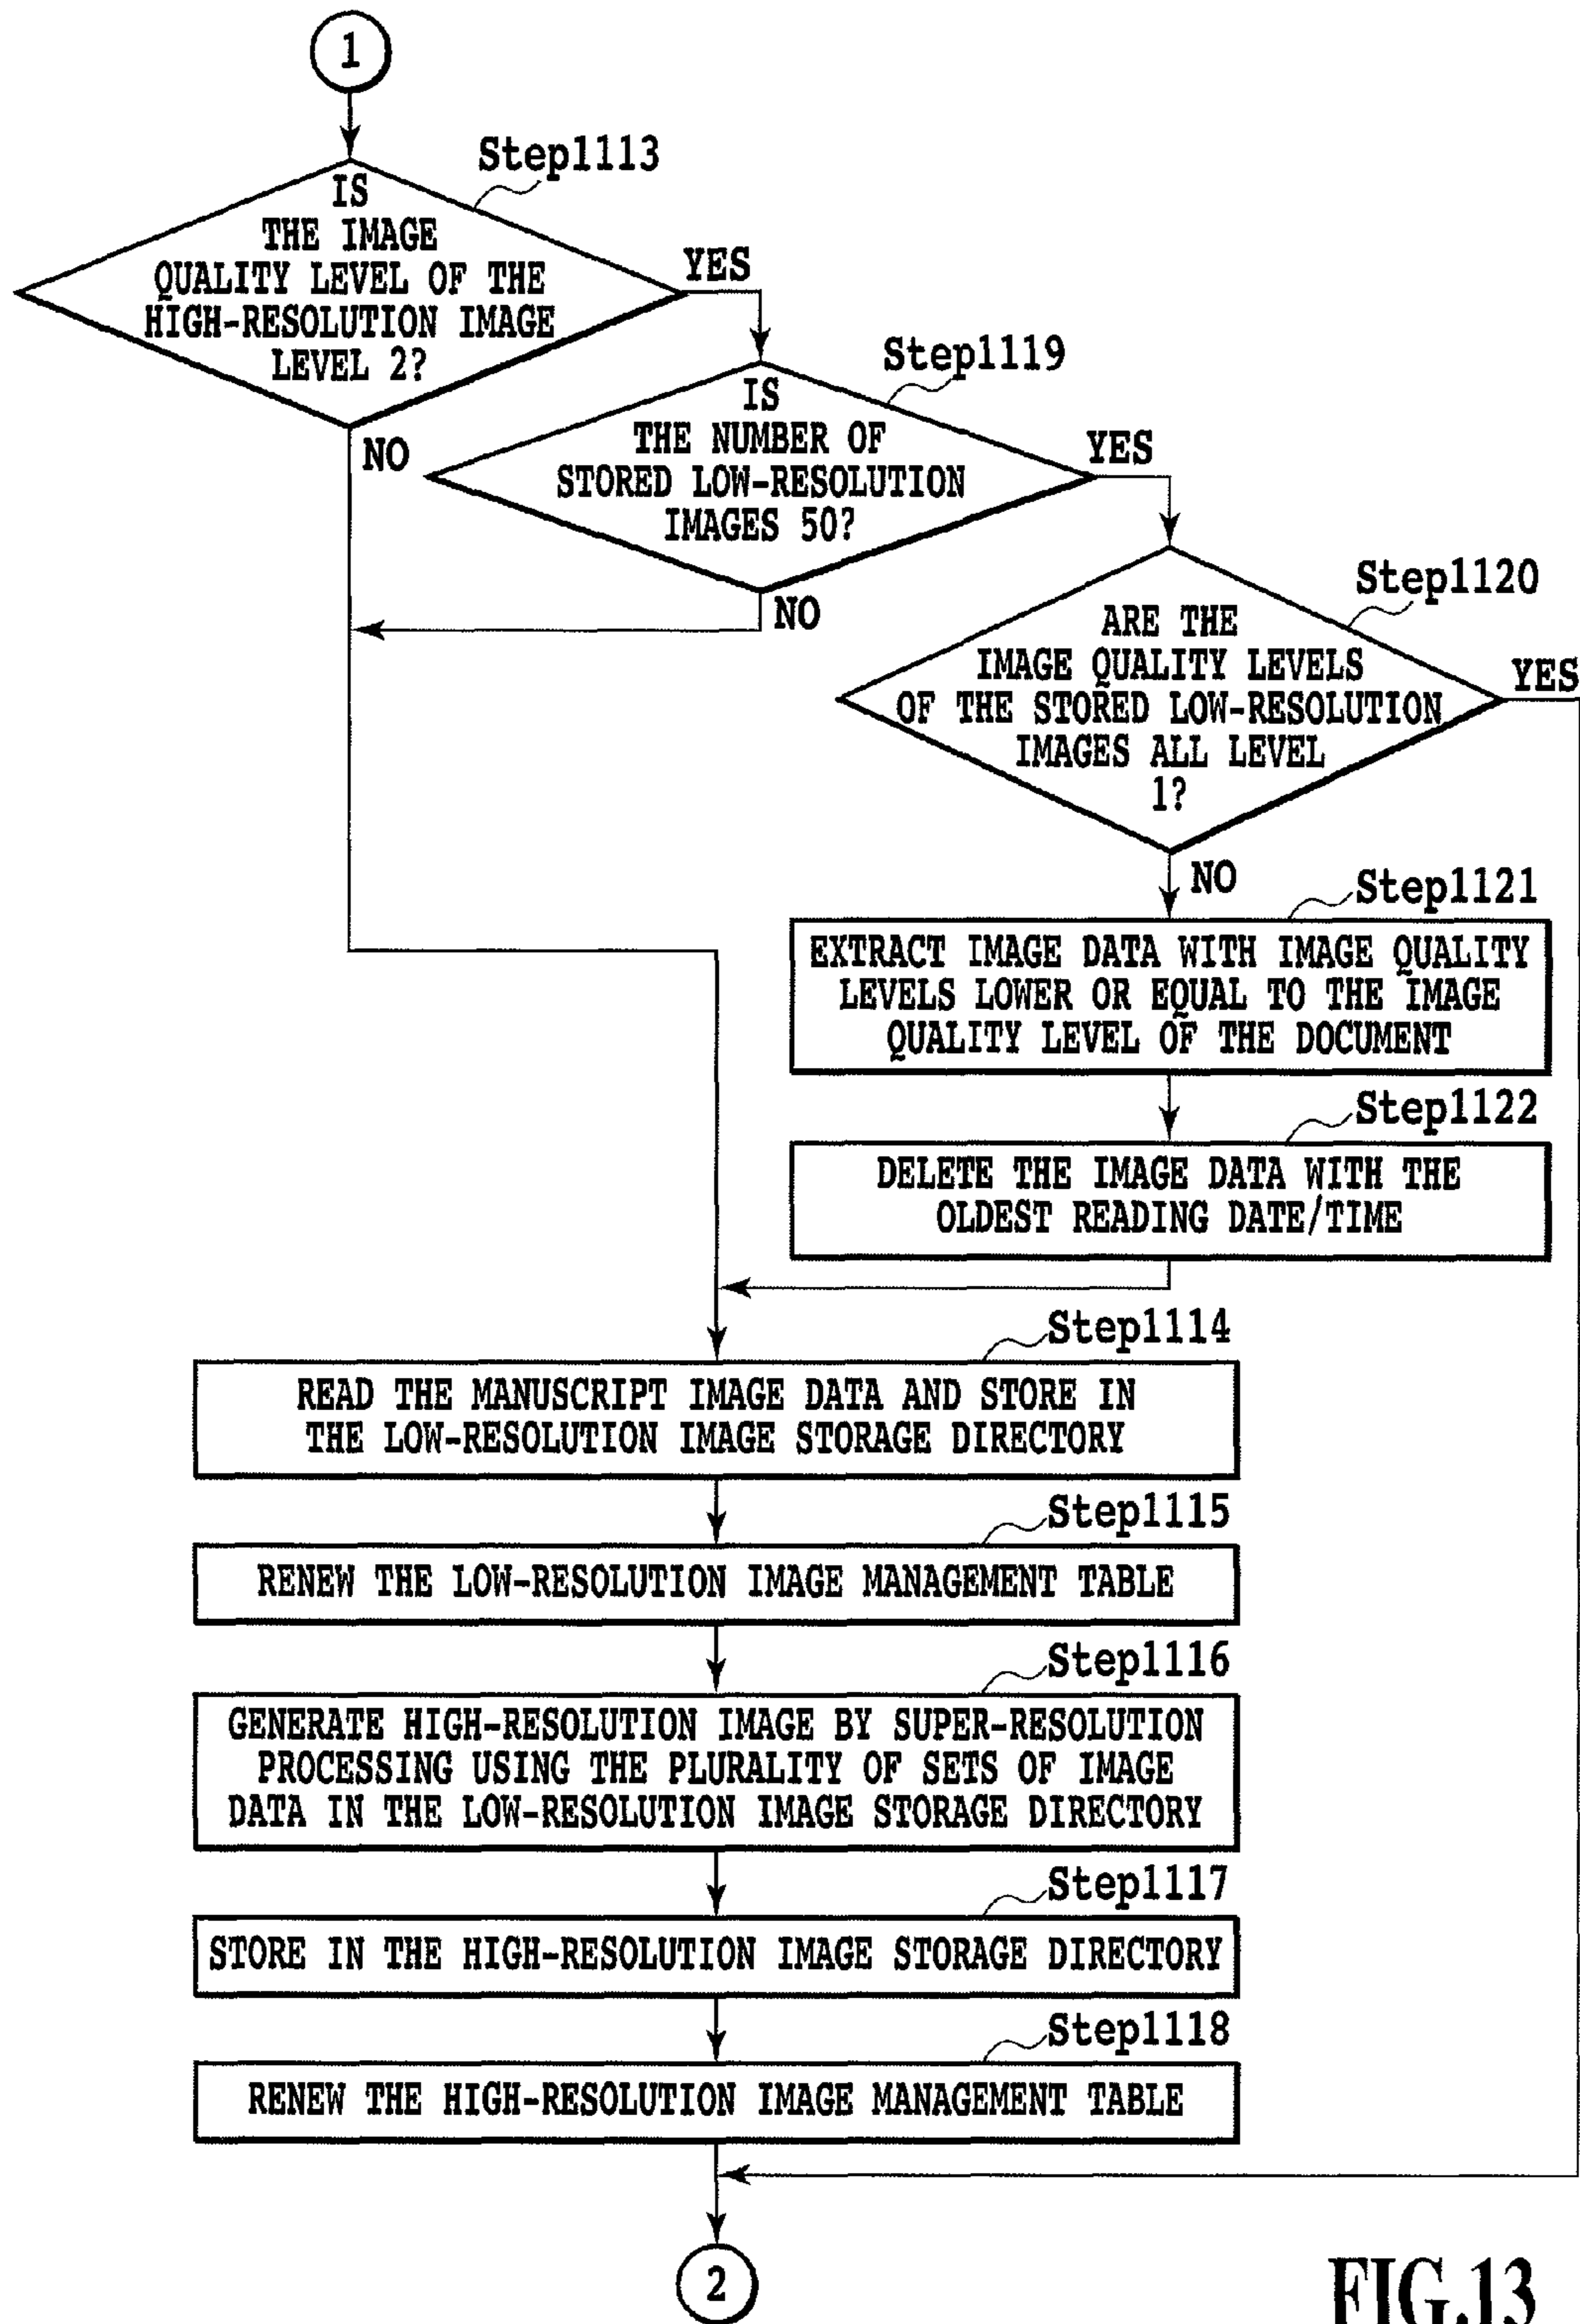 1
Step1113
IS
THE IMAGE
QUALITY LEVEL OF THE
HIGH-RESOLUTION IMAGE
LEVEL 2?
YES
NO
Step1119
IS
THE NUMBER OF
STORED LOW-RESOLUTION
IMAGES 50?
YES
NO
Step1120
ARE THE
IMAGE QUALITY LEVELS
OF THE STORED LOW-RESOLUTION
IMAGES ALL LEVEL
1?
YES
NO
Step1121
EXTRACT IMAGE DATA WITH IMAGE QUALITY
LEVELS LOWER OR EQUAL TO THE IMAGE
QUALITY LEVEL OF THE DOCUMENT
Step1122
DELETE THE IMAGE DATA WITH THE
OLDEST READING DATE/TIME
Step1114
READ THE MANUSCRIPT IMAGE DATA AND STORE IN
THE LOW-RESOLUTION IMAGE STORAGE DIRECTORY
Step1115
RENEW THE LOW-RESOLUTION IMAGE MANAGEMENT TABLE
Step1116
GENERATE HIGH-RESOLUTION IMAGE BY SUPER-RESOLUTION
PROCESSING USING THE PLURALITY OF SETS OF IMAGE
DATA IN THE LOW-RESOLUTION IMAGE STORAGE DIRECTORY
Step1117
STORE IN THE HIGH-RESOLUTION IMAGE STORAGE DIRECTORY
Step1118
RENEW THE HIGH-RESOLUTION IMAGE MANAGEMENT TABLE
2
FIG.13